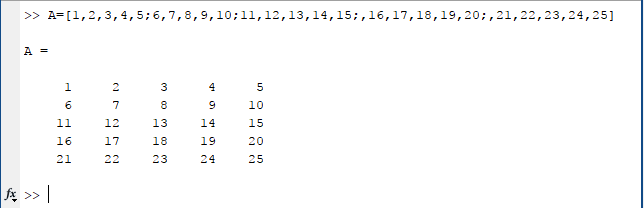 >> A=[1,2,3,4,5;6,7,8,9,10;11,12,13,14,15;,16,17,18,19,20;,21,22,23,24,25]
A =
1 2 3 4 5
6 7 8 9 10
11 12 13 14 15
16 17 18 19 20
21 22 23 24 25
fx >>